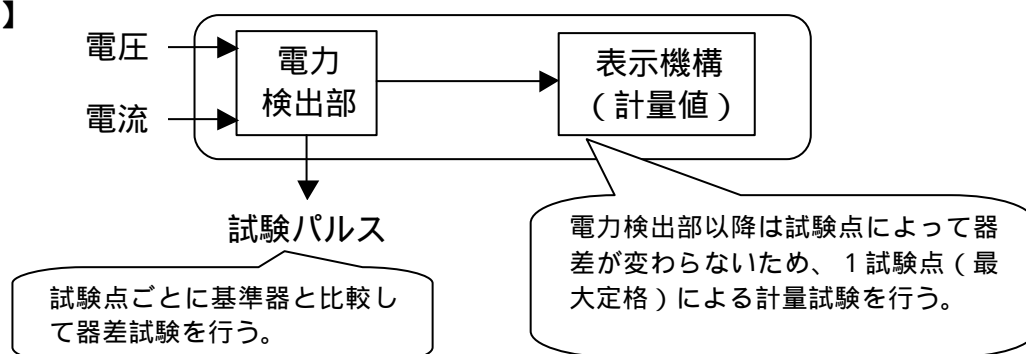 】
電圧
電流
電力
検出部
表示機構
（計量値）
試験パルス
試験点ごとに基準器と比較し
て器差試験を行う。
電力検出部以降は試験点によって器
差が変わらないため、１試験点（最
大定格）による計量試験を行う。